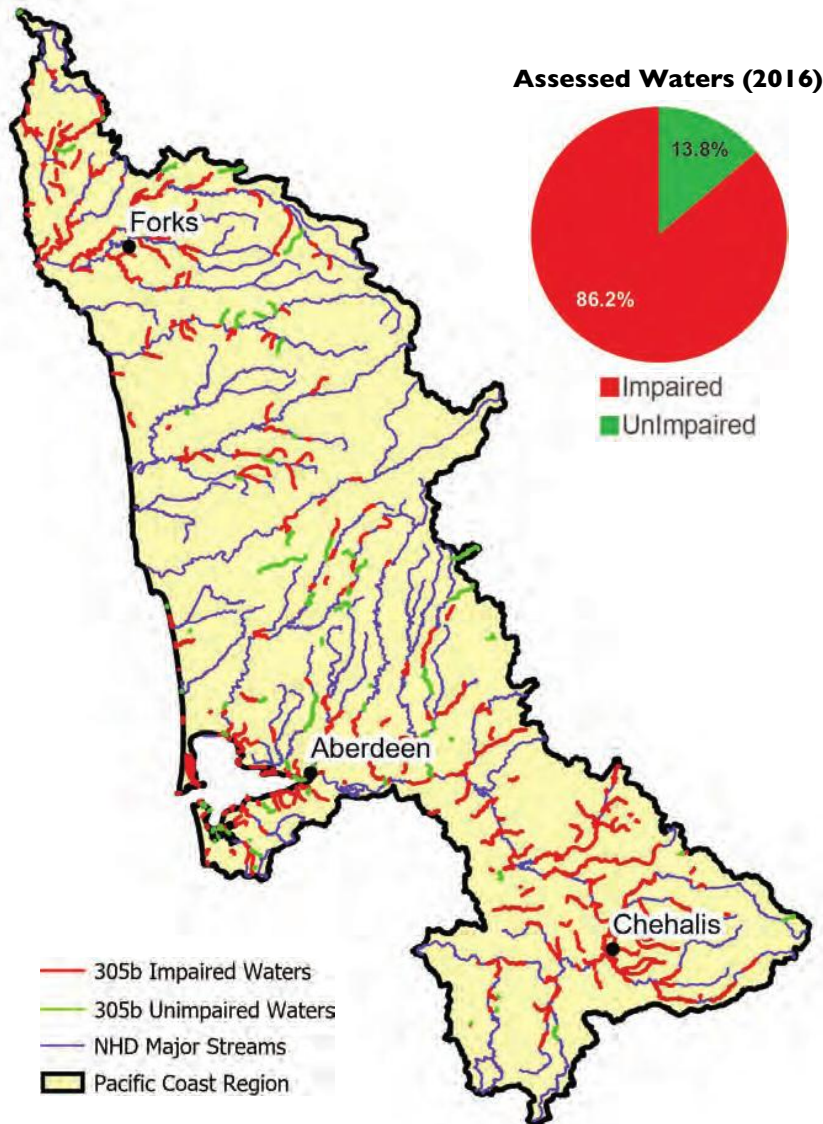 Assessed Waters (2016)
13.8%
86.2%
Impaired
UnImpaired
Forks
Aberdeen
Chehalis
305b Impaired Waters
305b Unimpaired Waters
NHD Major Streams
Pacific Coast Region